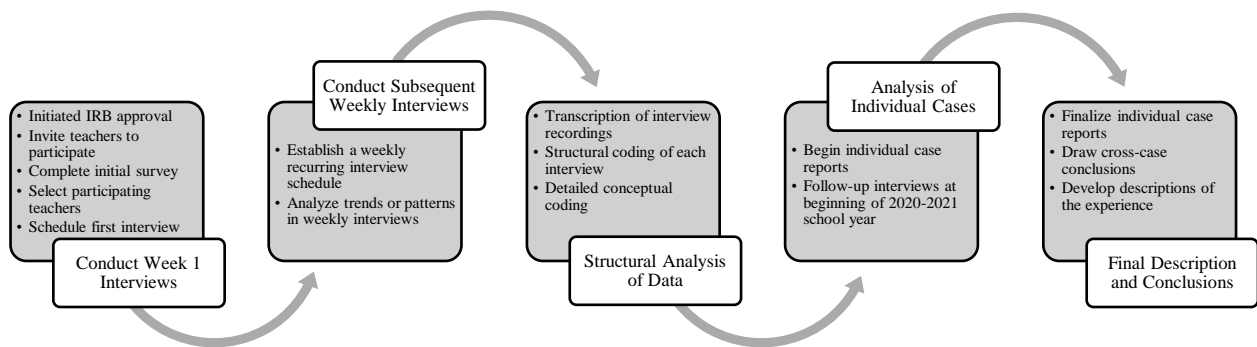 • Initiated IRB approval
• Invite teachers to
participate
• Complete initial survey
• Select participating
teachers
• Schedule first interview
Conduct Week 1
Interviews
Conduct Subsequent
Weekly Interviews
• Establish a weekly
recurring interview
schedule
• Analyze trends or patterns
in weekly interviews
• Transcription of interview
recordings
• Structural coding of each
interview
• Detailed conceptual
coding
Structural Analysis
of Data
Analysis of
Individual Cases
• Begin individual case
reports
• Follow-up interviews at
beginning of 2020-2021
school year
• Finalize individual case
reports
• Draw cross-case
conclusions
• Develop descriptions of
the experience
Final Description
and Conclusions